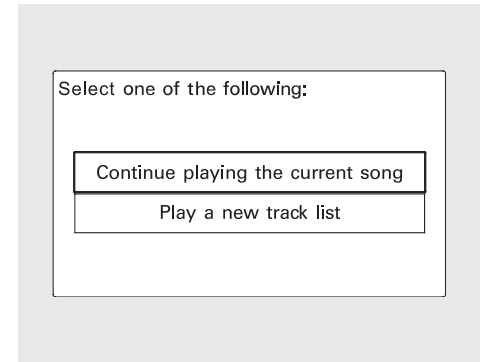 Select one of the following:
Continue playing the current song
Play a new track list